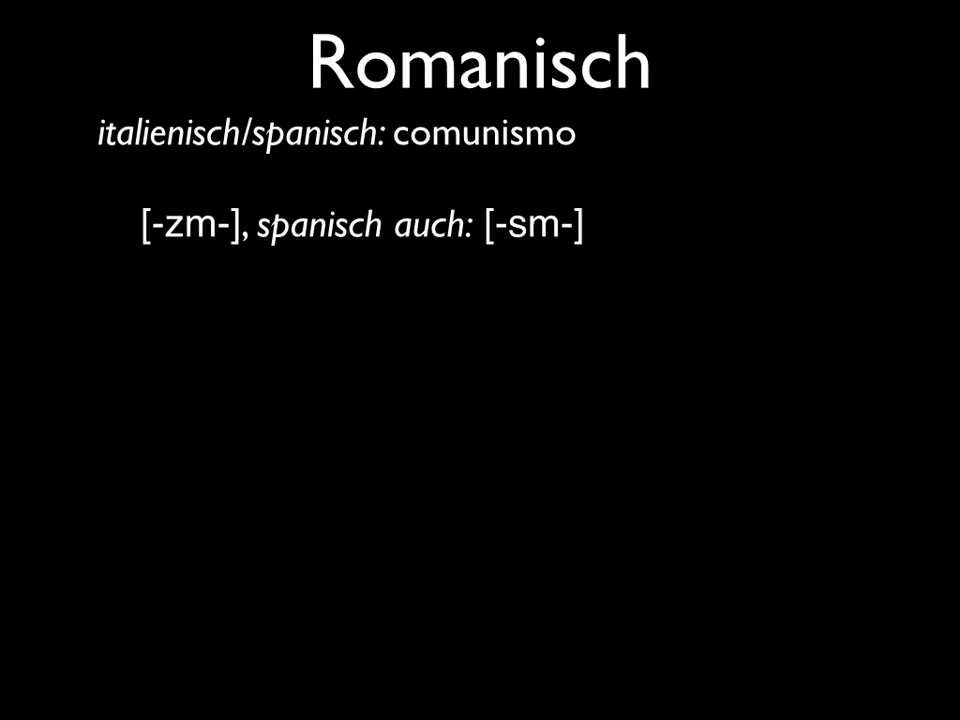 Romanisch
italienisch/spanisch: comunismo
[-zm-], spanisch auch: [-sm-]